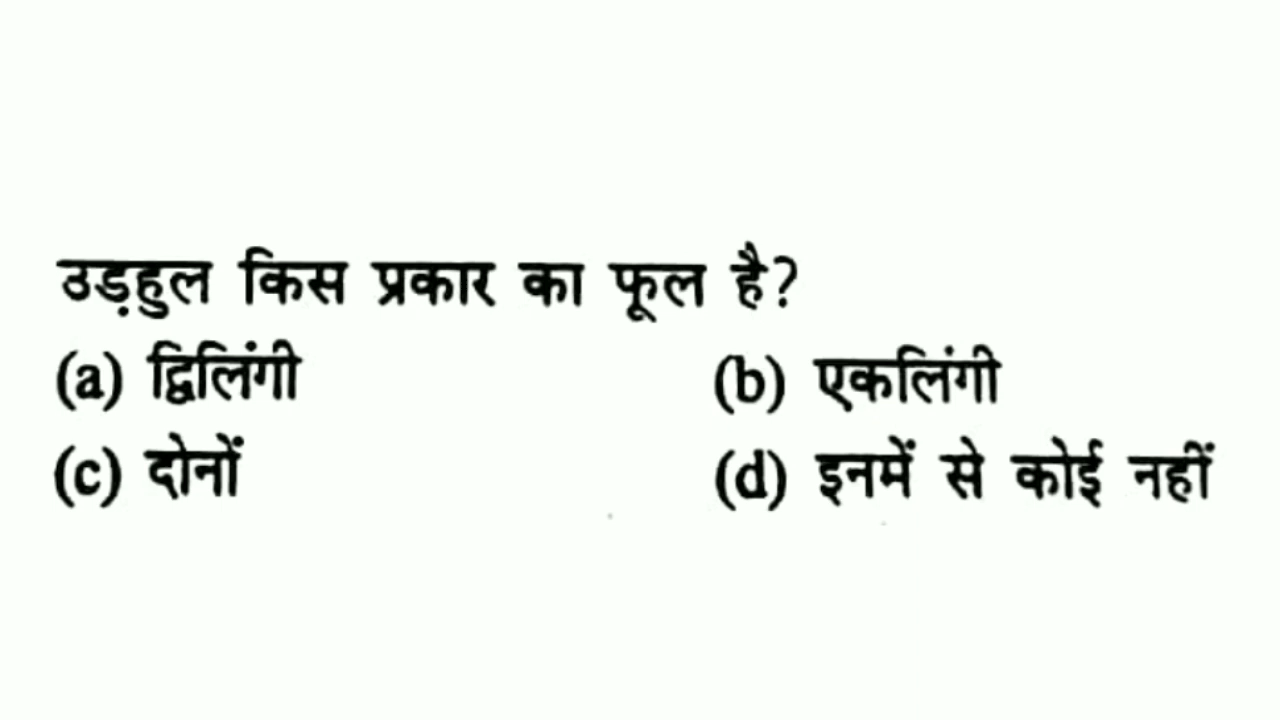 उड़हुल किस प्रकार का फूल है?
(a) द्विलिंगी (b) एकलिंगी
(c) दोनों (d) इनमें से कोई नहीं